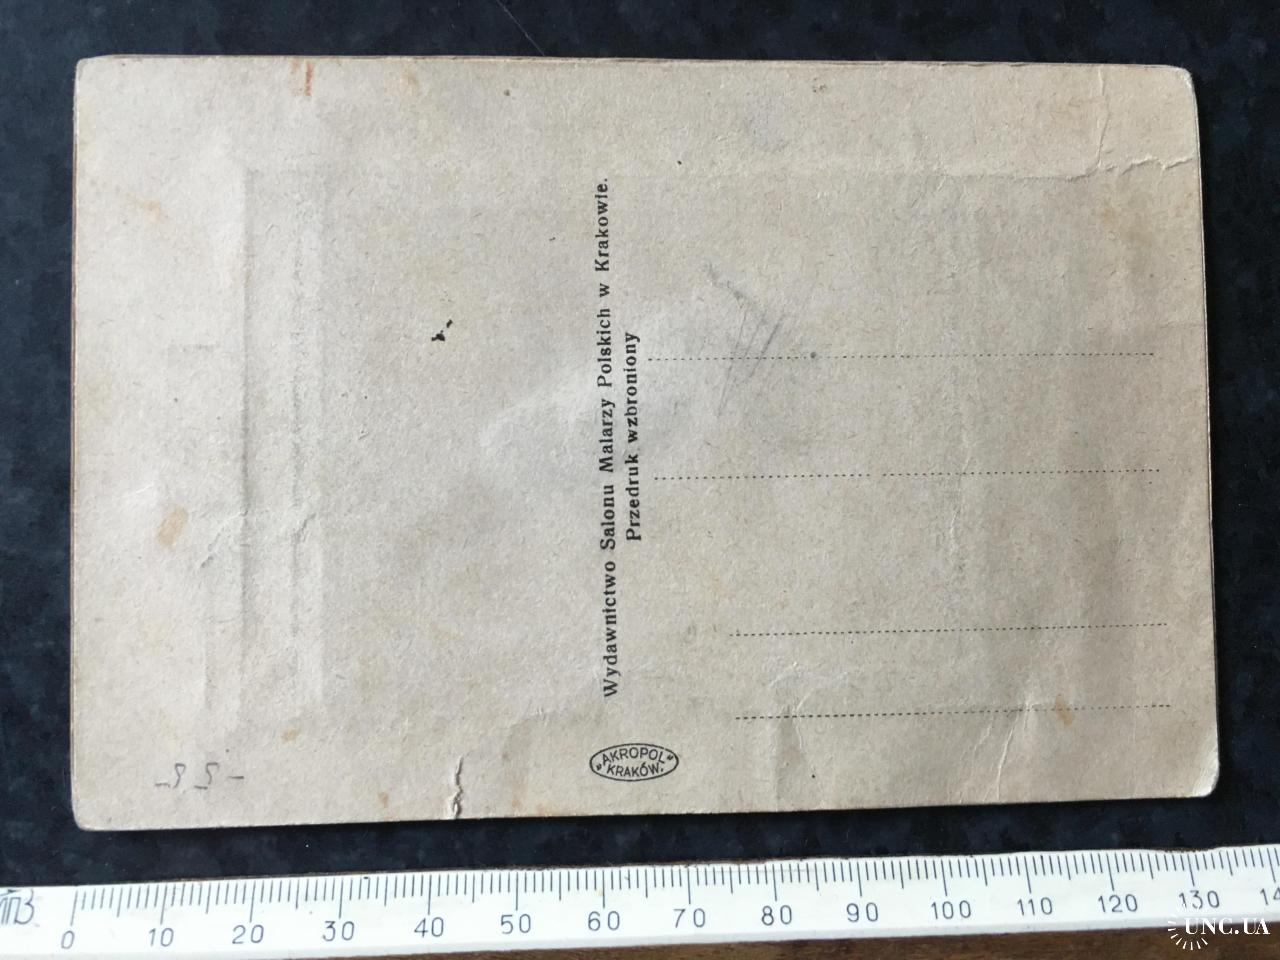 Wydawnictwo Salonu Malarzy Polskich w Krakowie.
Przedruk wzbroniony
„AKROPOL”
KRAKÓW.
0 10 20 30 40 50 60 70 80 90 100 110 120 130 14
UNC.UA